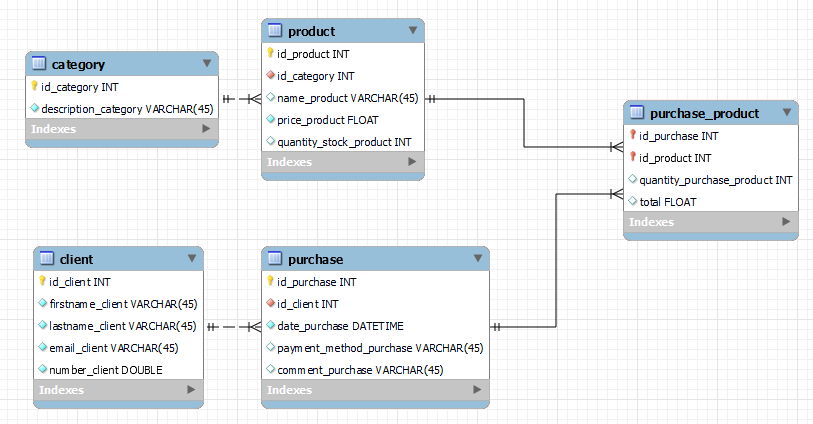 category
id_category INT
description_category VARCHAR(45)
Indexes
product
id_product INT
id_category INT
name_product VARCHAR(45)
price_product FLOAT
quantity_stock_product INT
Indexes
purchase_product
id_purchase INT
id_product INT
quantity_purchase_product INT
total FLOAT
Indexes
client
id_client INT
firstname_client VARCHAR(45)
lastname_client VARCHAR(45)
email_client VARCHAR(45)
number_client DOUBLE
Indexes
purchase
id_purchase INT
id_client INT
date_purchase DATETIME
payment_method_purchase VARCHAR(45)
comment_purchase VARCHAR(45)
Indexes